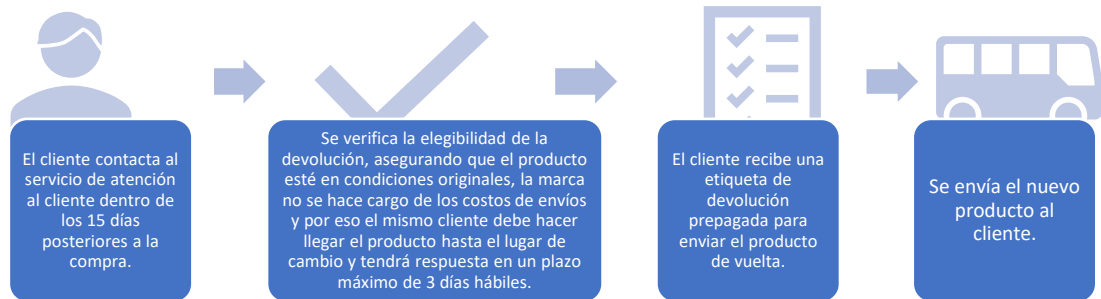 El cliente contacta al
servicio de atención
al cliente dentro de
los 15 días
posteriores a la
compra.
Se verifica la elegibilidad de la
devolución, asegurando que el producto
esté en condiciones originales, la marca
no se hace cargo de los costos de envíos
y por eso el mismo cliente debe hacer
llegar el producto hasta el lugar de
cambio y tendrá respuesta en un plazo
máximo de 3 días hábiles.
El cliente recibe una
etiqueta de
devolución
prepagada para
enviar el producto
de vuelta.
Se envía el nuevo
producto al
cliente.